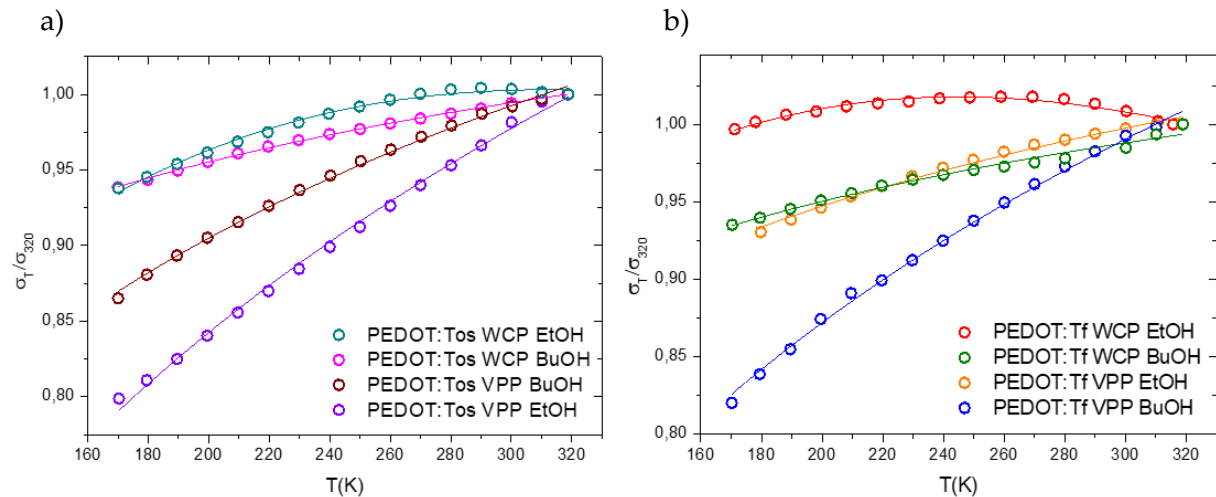 a)
1,00
0,95
0,90
0,85
0,80
σT/σ320
160 180 200 220 240 260 280 300 320
T(K)
PEDOT:Tos WCP EtOH
PEDOT:Tos WCP BuOH
PEDOT:Tos VPP BuOH
PEDOT:Tos VPP EtOH
b)
1,00
0,95
0,90
0,85
0,80
σT/σ320
160 180 200 220 240 260 280 300 320
T(K)
PEDOT:Tf WCP EtOH
PEDOT:Tf WCP BuOH
PEDOT:Tf VPP EtOH
PEDOT:Tf VPP BuOH